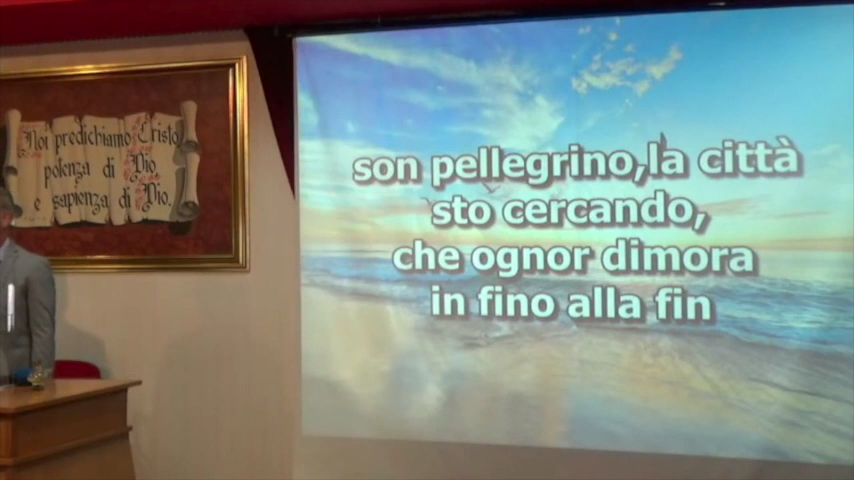 Noi predichiamo Cristo
potenza di Dio
e sapienza di Dio.
son pellegrino,la città
sto cercando,
che ognor dimora
in fino alla fin